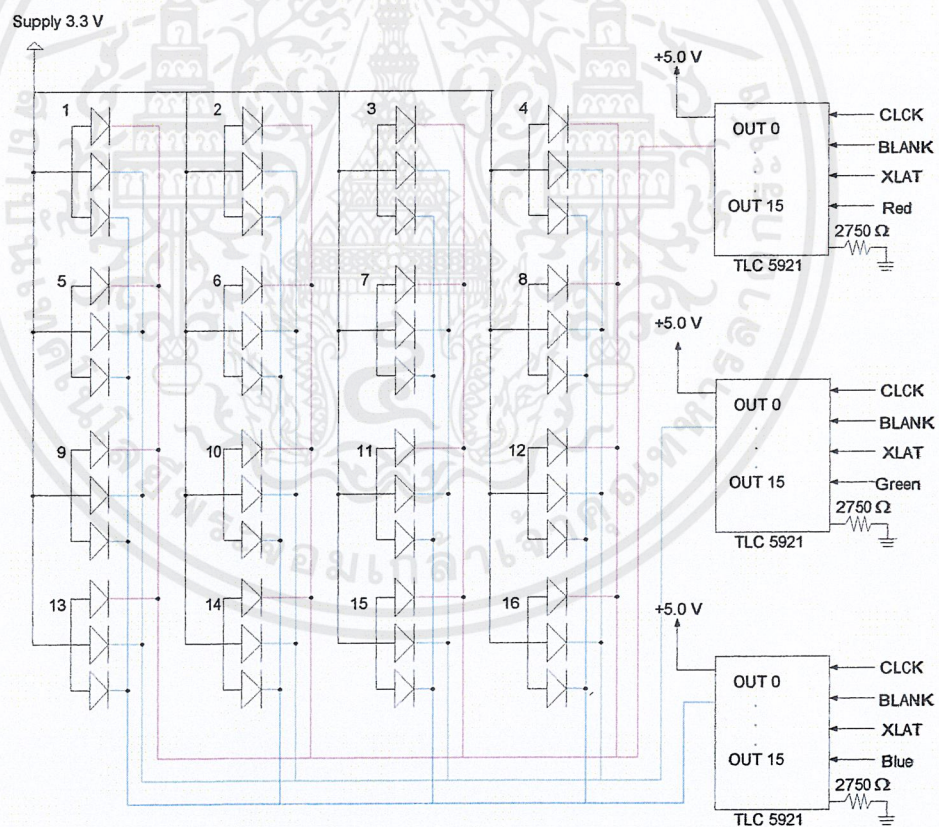 Supply 3.3 V
1
2
3
4
5
6
7
8
9
10
11
12
13
14
15
16
+5.0 V
OUT 0
OUT 15
TLC 5921
CLCK
BLANK
XLAT
Red
2750 Ω
+5.0 V
OUT 0
OUT 15
TLC 5921
CLCK
BLANK
XLAT
Green
2750 Ω
+5.0 V
OUT 0
OUT 15
TLC 5921
CLCK
BLANK
XLAT
Blue
2750 Ω